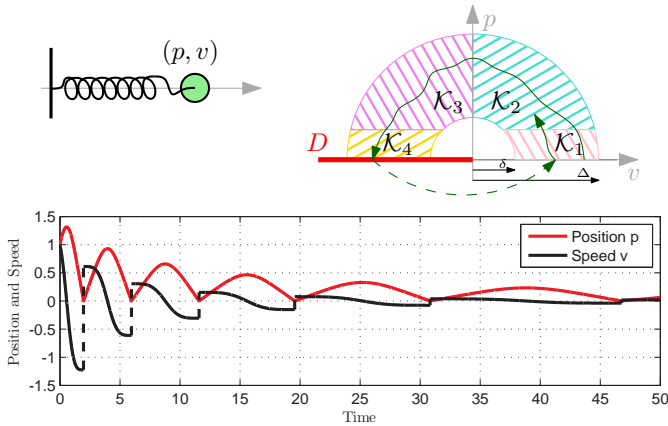 (p, v)
p
K₃
K₂
K₄
K₁
D
δ
Δ
v
Position and Speed
1.5
1
0.5
0
-0.5
-1
-1.5
Position p
Speed v
0 5 10 15 20 25 30 35 40 45 50
Time